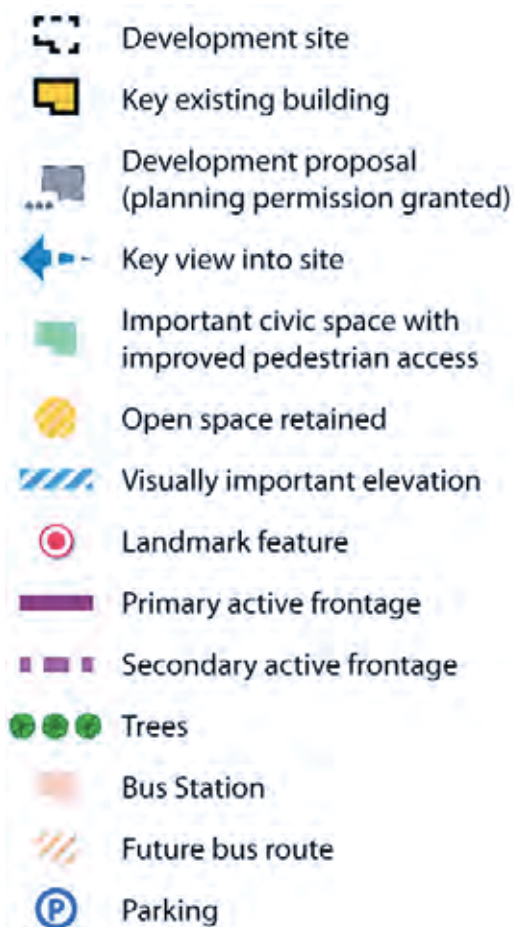 Development site
Key existing building
Development proposal
(planning permission granted)
Key view into site
Important civic space with
improved pedestrian access
Open space retained
Visually important elevation
Landmark feature
Primary active frontage
Secondary active frontage
Trees
Bus Station
Future bus route
P Parking